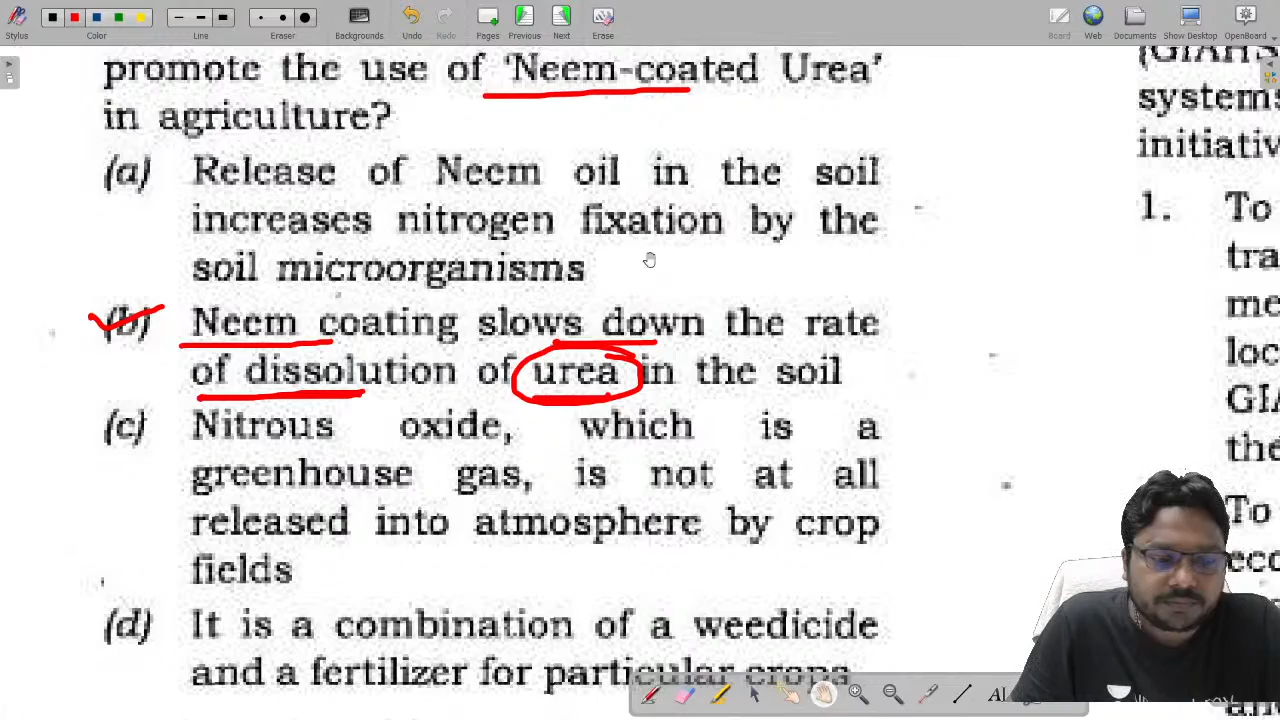 Stylus
Color
Line
Eraser
Backgrounds
Undo
Redo
Pages
Previous
Next
Erase
Board
Web
Documents
Show Desktop
OpenBoard
promote the use of 'Neem-coated Urea'
in agriculture?
(a) Release of Neem oil in the soil
increases nitrogen fixation by the
soil microorganisms
(b) Neem coating slows down the rate
of dissolution of urea in the soil
(c) Nitrous oxide, which is a
greenhouse gas, is not at all
released into atmosphere by crop
fields
(d) It is a combination of a weedicide
and a fertilizer for particular crops
(GIAHS
system
initiativ
1. To
tra
me
loc
GIA
the
To
eco